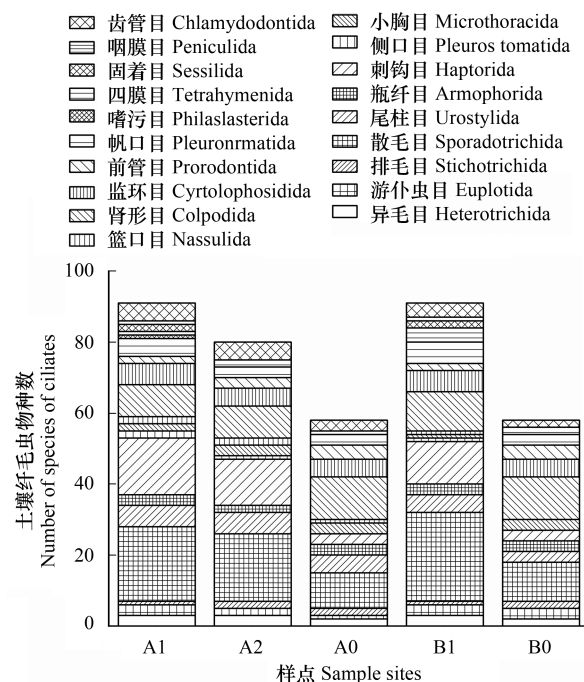 齿管目 Chlamydodontida
咽膜目 Peniculida
固着目 Sessilida
四膜目 Tetrahymenida
嗜污目 Philaslasterida
帆口目 Pleuronrmatida
前管目 Prorodontida
监环目 Cyrtolophosidida
肾形目 Colpodida
篮口目 Nassulida
小胸目 Microthoracida
侧口目 Pleuros tomatida
刺钩目 Haptorida
瓶纤目 Armophorida
尾柱目 Urostylida
散毛目 Sporadotrichida
排毛目 Stichotrichida
游仆虫目 Euplotida
异毛目 Heterotrichida
土壤纤毛虫物种数
Number of species of ciliates
100
80
60
40
20
0
A1 A2 A0 B1 B0
样点 Sample sites